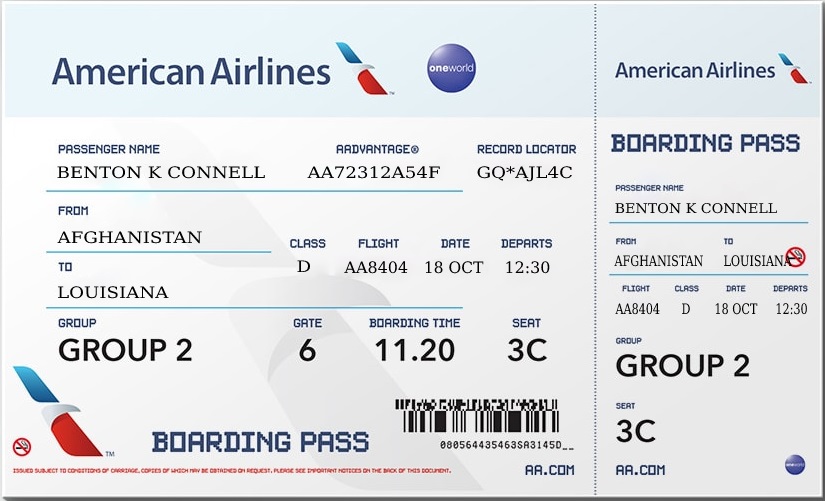 American Airlines
oneworld
PASSENGER NAME AADVANTAGE® RECORD LOCATOR
BENTON K CONNELL AA72312A54F GQ*AJL4C
FROM
AFGHANISTAN
CLASS FLIGHT DATE DEPARTS
D AA8404 18 OCT 12:30
TO
LOUISIANA
GROUP GATE BOARDING TIME SEAT
GROUP 2 6 11.20 3C
TM
BOARDING PASS
080564435463SA3145D__
ISSUED SUBJECT TO CONDITIONS OF CARRIAGE, COPIES OF WHICH MAY BE OBTAINED ON REQUEST. PLEASE SEE IMPORTANT NOTICES ON THE BACK OF THIS DOCUMENT.
AA.COM
American Airlines
BOARDING PASS
PASSENGER NAME
BENTON K CONNELL
FROM TO
AFGHANISTAN LOUISIANA
FLIGHT CLASS DATE DEPARTS
AA8404 D 18 OCT 12:30
GROUP
GROUP 2
SEAT
3C
AA.COM
oneworld